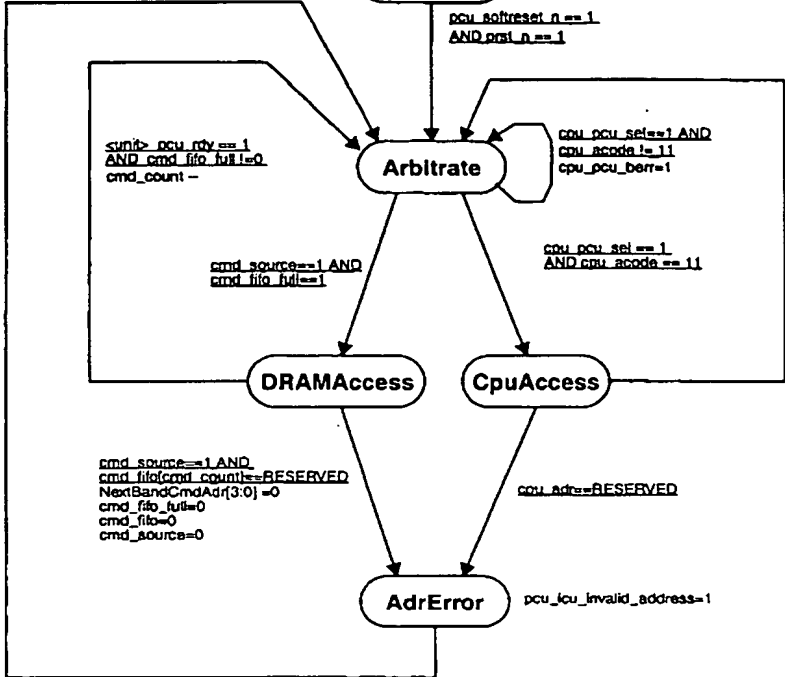 pcu_softreset_n == 1
AND prst_n == 1
<unit>_pcu_rdy == 1
AND cmd_fifo_full !=0
cmd_count --
Arbitrate
cpu_pcu_sel==1 AND
cpu_acode != 11
cpu_pcu_berr=1
cmd_source==1 AND
cmd_fifo_full==1
cpu_pcu_sel == 1
AND cpu_acode == 11
DRAMAccess
CpuAccess
cmd_source==1 AND
cmd_fifo[cmd_count]==RESERVED
NextBandCmdAdr[3:0] =0
cmd_fifo_full=0
cmd_fifo=0
cmd_source=0
cpu_adr==RESERVED
AdrError
pcu_icu_invalid_address=1